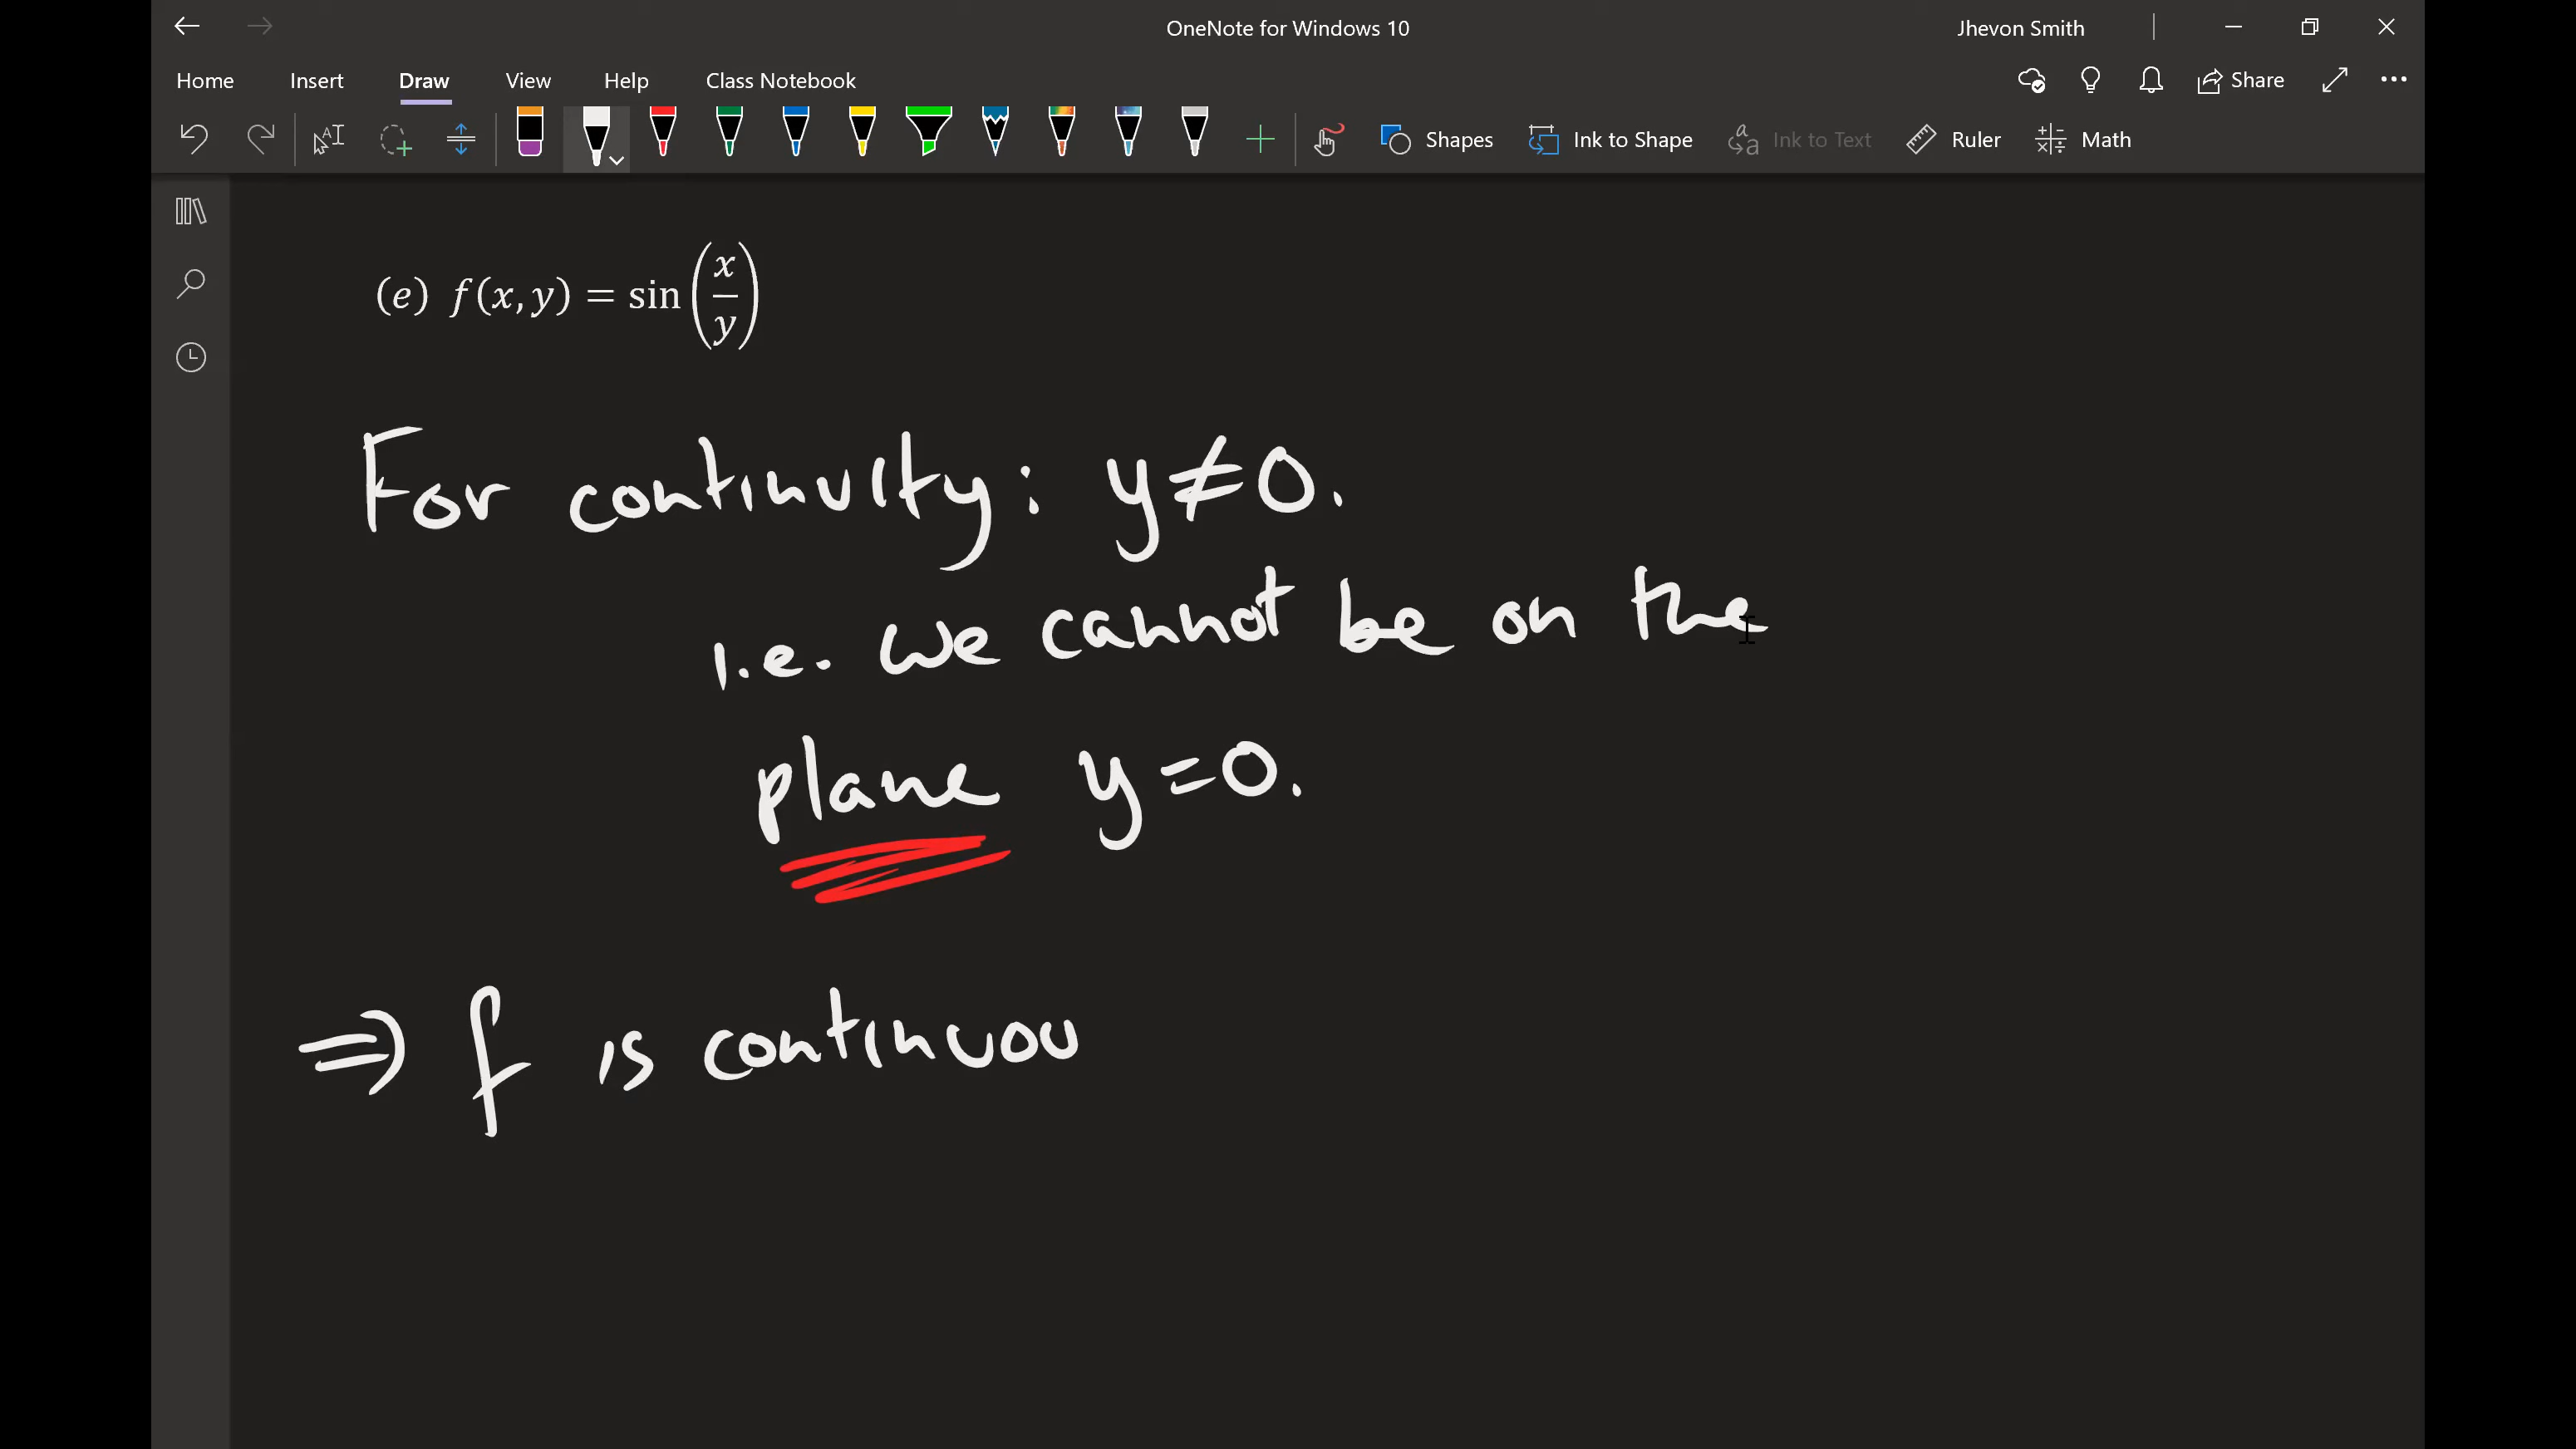 OneNote for Windows 10
Jhevon Smith
Home Insert Draw View Help Class Notebook
Share
Shapes Ink to Shape Ink to Text Ruler Math
(e) f(x, y) = sin(x/y)
For continuity: y≠0.
i.e. we cannot be on the
plane y=0.
⇒ f is continuou